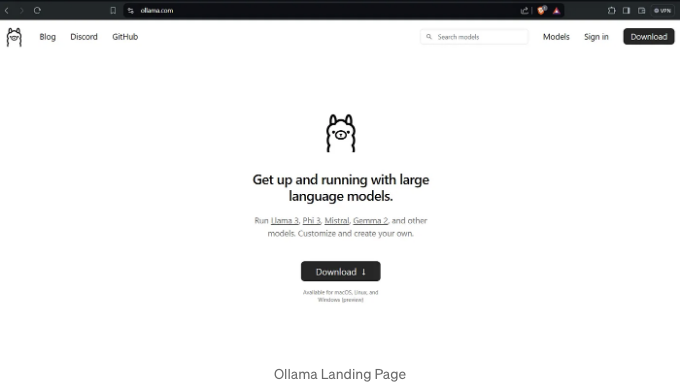 ollama.com
VPN
Blog Discord GitHub Search models Models Sign in Download
Get up and running with large
language models.
Run Llama 3, Phi 3, Mistral, Gemma 2, and other
models. Customize and create your own.
Download ↓
Available for macOS, Linux, and
Windows (preview)
Ollama Landing Page